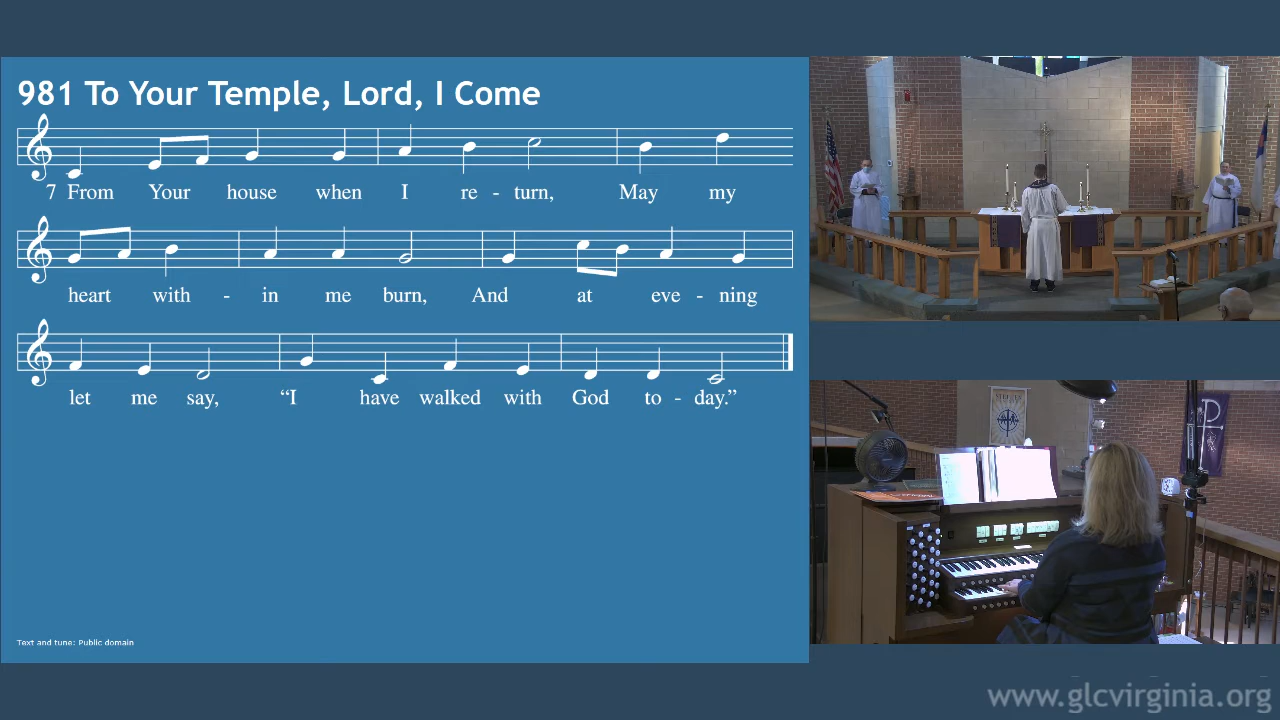 981 To Your Temple, Lord, I Come
7 From Your house when I re - turn, May my
heart with - in me burn, And at eve - ning
let me say, “I have walked with God to - day.”
Text and tune: Public domain
www.glcvirginia.org